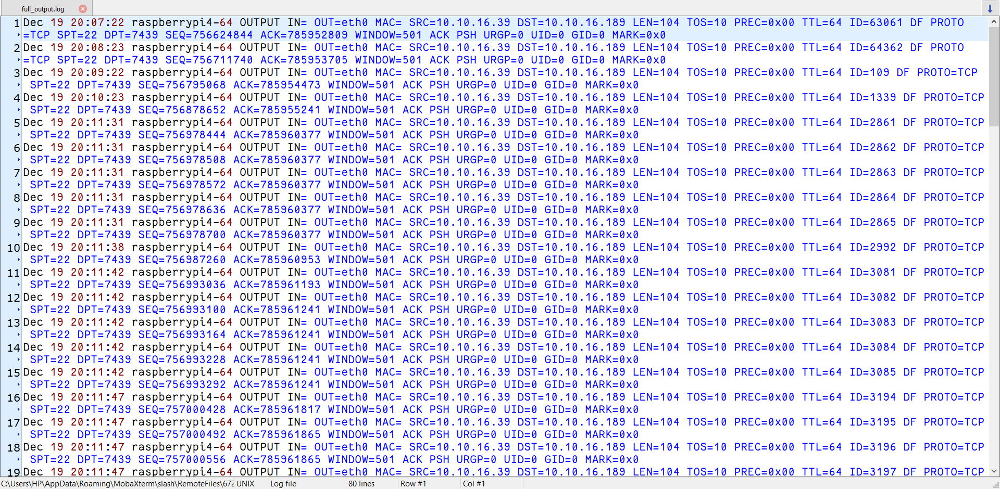 full_output.log
1 Dec 19 20:07:22 raspberrypi4-64 OUTPUT IN= OUT=eth0 MAC= SRC=10.10.16.39 DST=10.10.16.189 LEN=104 TOS=10 PREC=0x00 TTL=64 ID=63061 DF PROTO
=TCP SPT=22 DPT=7439 SEQ=756624844 ACK=785952809 WINDOW=501 ACK PSH URGP=0 UID=0 GID=0 MARK=0x0
2 Dec 19 20:08:23 raspberrypi4-64 OUTPUT IN= OUT=eth0 MAC= SRC=10.10.16.39 DST=10.10.16.189 LEN=104 TOS=10 PREC=0x00 TTL=64 ID=64362 DF PROTO
=TCP SPT=22 DPT=7439 SEQ=756711740 ACK=785953705 WINDOW=501 ACK PSH URGP=0 UID=0 GID=0 MARK=0x0
3 Dec 19 20:09:22 raspberrypi4-64 OUTPUT IN= OUT=eth0 MAC= SRC=10.10.16.39 DST=10.10.16.189 LEN=104 TOS=10 PREC=0x00 TTL=64 ID=109 DF PROTO=TCP
SPT=22 DPT=7439 SEQ=756795068 ACK=785954473 WINDOW=501 ACK PSH URGP=0 UID=0 GID=0 MARK=0x0
4 Dec 19 20:10:23 raspberrypi4-64 OUTPUT IN= OUT=eth0 MAC= SRC=10.10.16.39 DST=10.10.16.189 LEN=104 TOS=10 PREC=0x00 TTL=64 ID=1339 DF PROTO=TCP
SPT=22 DPT=7439 SEQ=756878652 ACK=785955241 WINDOW=501 ACK PSH URGP=0 UID=0 GID=0 MARK=0x0
5 Dec 19 20:11:31 raspberrypi4-64 OUTPUT IN= OUT=eth0 MAC= SRC=10.10.16.39 DST=10.10.16.189 LEN=104 TOS=10 PREC=0x00 TTL=64 ID=2861 DF PROTO=TCP
SPT=22 DPT=7439 SEQ=756978444 ACK=785960377 WINDOW=501 ACK PSH URGP=0 UID=0 GID=0 MARK=0x0
6 Dec 19 20:11:31 raspberrypi4-64 OUTPUT IN= OUT=eth0 MAC= SRC=10.10.16.39 DST=10.10.16.189 LEN=104 TOS=10 PREC=0x00 TTL=64 ID=2862 DF PROTO=TCP
SPT=22 DPT=7439 SEQ=756978508 ACK=785960377 WINDOW=501 ACK PSH URGP=0 UID=0 GID=0 MARK=0x0
7 Dec 19 20:11:31 raspberrypi4-64 OUTPUT IN= OUT=eth0 MAC= SRC=10.10.16.39 DST=10.10.16.189 LEN=104 TOS=10 PREC=0x00 TTL=64 ID=2863 DF PROTO=TCP
SPT=22 DPT=7439 SEQ=756978572 ACK=785960377 WINDOW=501 ACK PSH URGP=0 UID=0 GID=0 MARK=0x0
8 Dec 19 20:11:31 raspberrypi4-64 OUTPUT IN= OUT=eth0 MAC= SRC=10.10.16.39 DST=10.10.16.189 LEN=104 TOS=10 PREC=0x00 TTL=64 ID=2864 DF PROTO=TCP
SPT=22 DPT=7439 SEQ=756978636 ACK=785960377 WINDOW=501 ACK PSH URGP=0 UID=0 GID=0 MARK=0x0
9 Dec 19 20:11:31 raspberrypi4-64 OUTPUT IN= OUT=eth0 MAC= SRC=10.10.16.39 DST=10.10.16.189 LEN=104 TOS=10 PREC=0x00 TTL=64 ID=2865 DF PROTO=TCP
SPT=22 DPT=7439 SEQ=756978700 ACK=785960377 WINDOW=501 ACK PSH URGP=0 UID=0 GID=0 MARK=0x0
10 Dec 19 20:11:38 raspberrypi4-64 OUTPUT IN= OUT=eth0 MAC= SRC=10.10.16.39 DST=10.10.16.189 LEN=104 TOS=10 PREC=0x00 TTL=64 ID=2992 DF PROTO=TCP
SPT=22 DPT=7439 SEQ=756987260 ACK=785960953 WINDOW=501 ACK PSH URGP=0 UID=0 GID=0 MARK=0x0
11 Dec 19 20:11:42 raspberrypi4-64 OUTPUT IN= OUT=eth0 MAC= SRC=10.10.16.39 DST=10.10.16.189 LEN=104 TOS=10 PREC=0x00 TTL=64 ID=3081 DF PROTO=TCP
SPT=22 DPT=7439 SEQ=756993036 ACK=785961193 WINDOW=501 ACK PSH URGP=0 UID=0 GID=0 MARK=0x0
12 Dec 19 20:11:42 raspberrypi4-64 OUTPUT IN= OUT=eth0 MAC= SRC=10.10.16.39 DST=10.10.16.189 LEN=104 TOS=10 PREC=0x00 TTL=64 ID=3082 DF PROTO=TCP
SPT=22 DPT=7439 SEQ=756993100 ACK=785961241 WINDOW=501 ACK PSH URGP=0 UID=0 GID=0 MARK=0x0
13 Dec 19 20:11:42 raspberrypi4-64 OUTPUT IN= OUT=eth0 MAC= SRC=10.10.16.39 DST=10.10.16.189 LEN=104 TOS=10 PREC=0x00 TTL=64 ID=3083 DF PROTO=TCP
SPT=22 DPT=7439 SEQ=756993164 ACK=785961241 WINDOW=501 ACK PSH URGP=0 UID=0 GID=0 MARK=0x0
14 Dec 19 20:11:42 raspberrypi4-64 OUTPUT IN= OUT=eth0 MAC= SRC=10.10.16.39 DST=10.10.16.189 LEN=104 TOS=10 PREC=0x00 TTL=64 ID=3084 DF PROTO=TCP
SPT=22 DPT=7439 SEQ=756993228 ACK=785961241 WINDOW=501 ACK PSH URGP=0 UID=0 GID=0 MARK=0x0
15 Dec 19 20:11:42 raspberrypi4-64 OUTPUT IN= OUT=eth0 MAC= SRC=10.10.16.39 DST=10.10.16.189 LEN=104 TOS=10 PREC=0x00 TTL=64 ID=3085 DF PROTO=TCP
SPT=22 DPT=7439 SEQ=756993292 ACK=785961241 WINDOW=501 ACK PSH URGP=0 UID=0 GID=0 MARK=0x0
16 Dec 19 20:11:47 raspberrypi4-64 OUTPUT IN= OUT=eth0 MAC= SRC=10.10.16.39 DST=10.10.16.189 LEN=104 TOS=10 PREC=0x00 TTL=64 ID=3194 DF PROTO=TCP
SPT=22 DPT=7439 SEQ=757000428 ACK=785961817 WINDOW=501 ACK PSH URGP=0 UID=0 GID=0 MARK=0x0
17 Dec 19 20:11:47 raspberrypi4-64 OUTPUT IN= OUT=eth0 MAC= SRC=10.10.16.39 DST=10.10.16.189 LEN=104 TOS=10 PREC=0x00 TTL=64 ID=3195 DF PROTO=TCP
SPT=22 DPT=7439 SEQ=757000492 ACK=785961865 WINDOW=501 ACK PSH URGP=0 UID=0 GID=0 MARK=0x0
18 Dec 19 20:11:47 raspberrypi4-64 OUTPUT IN= OUT=eth0 MAC= SRC=10.10.16.39 DST=10.10.16.189 LEN=104 TOS=10 PREC=0x00 TTL=64 ID=3196 DF PROTO=TCP
SPT=22 DPT=7439 SEQ=757000556 ACK=785961865 WINDOW=501 ACK PSH URGP=0 UID=0 GID=0 MARK=0x0
19 Dec 19 20:11:47 raspberrypi4-64 OUTPUT IN= OUT=eth0 MAC= SRC=10.10.16.39 DST=10.10.16.189 LEN=104 TOS=10 PREC=0x00 TTL=64 ID=3197 DF PROTO=TCP
C:\Users\HP\AppData\Roaming\MobaXterm\slash\RemoteFiles\672 UNIX Log file 80 lines Row #1 Col #1